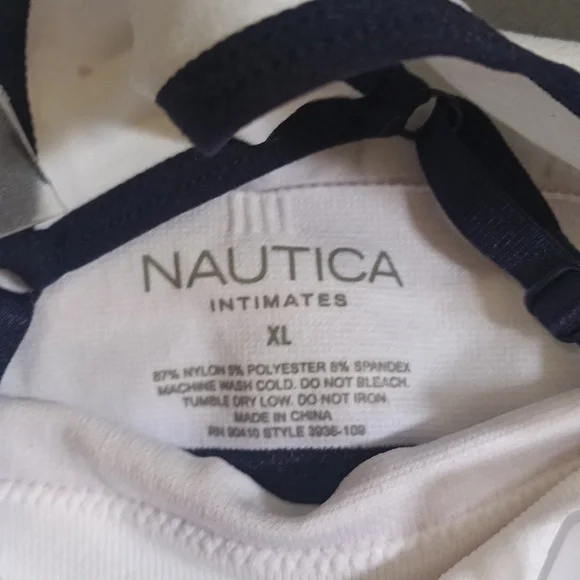 NAUTICA
INTIMATES
XL
87% NYLON 5% POLYESTER 8% SPANDEX
MACHINE WASH COLD. DO NOT BLEACH.
TUMBLE DRY LOW. DO NOT IRON.
MADE IN CHINA
RN 90410 STYLE 3936-109